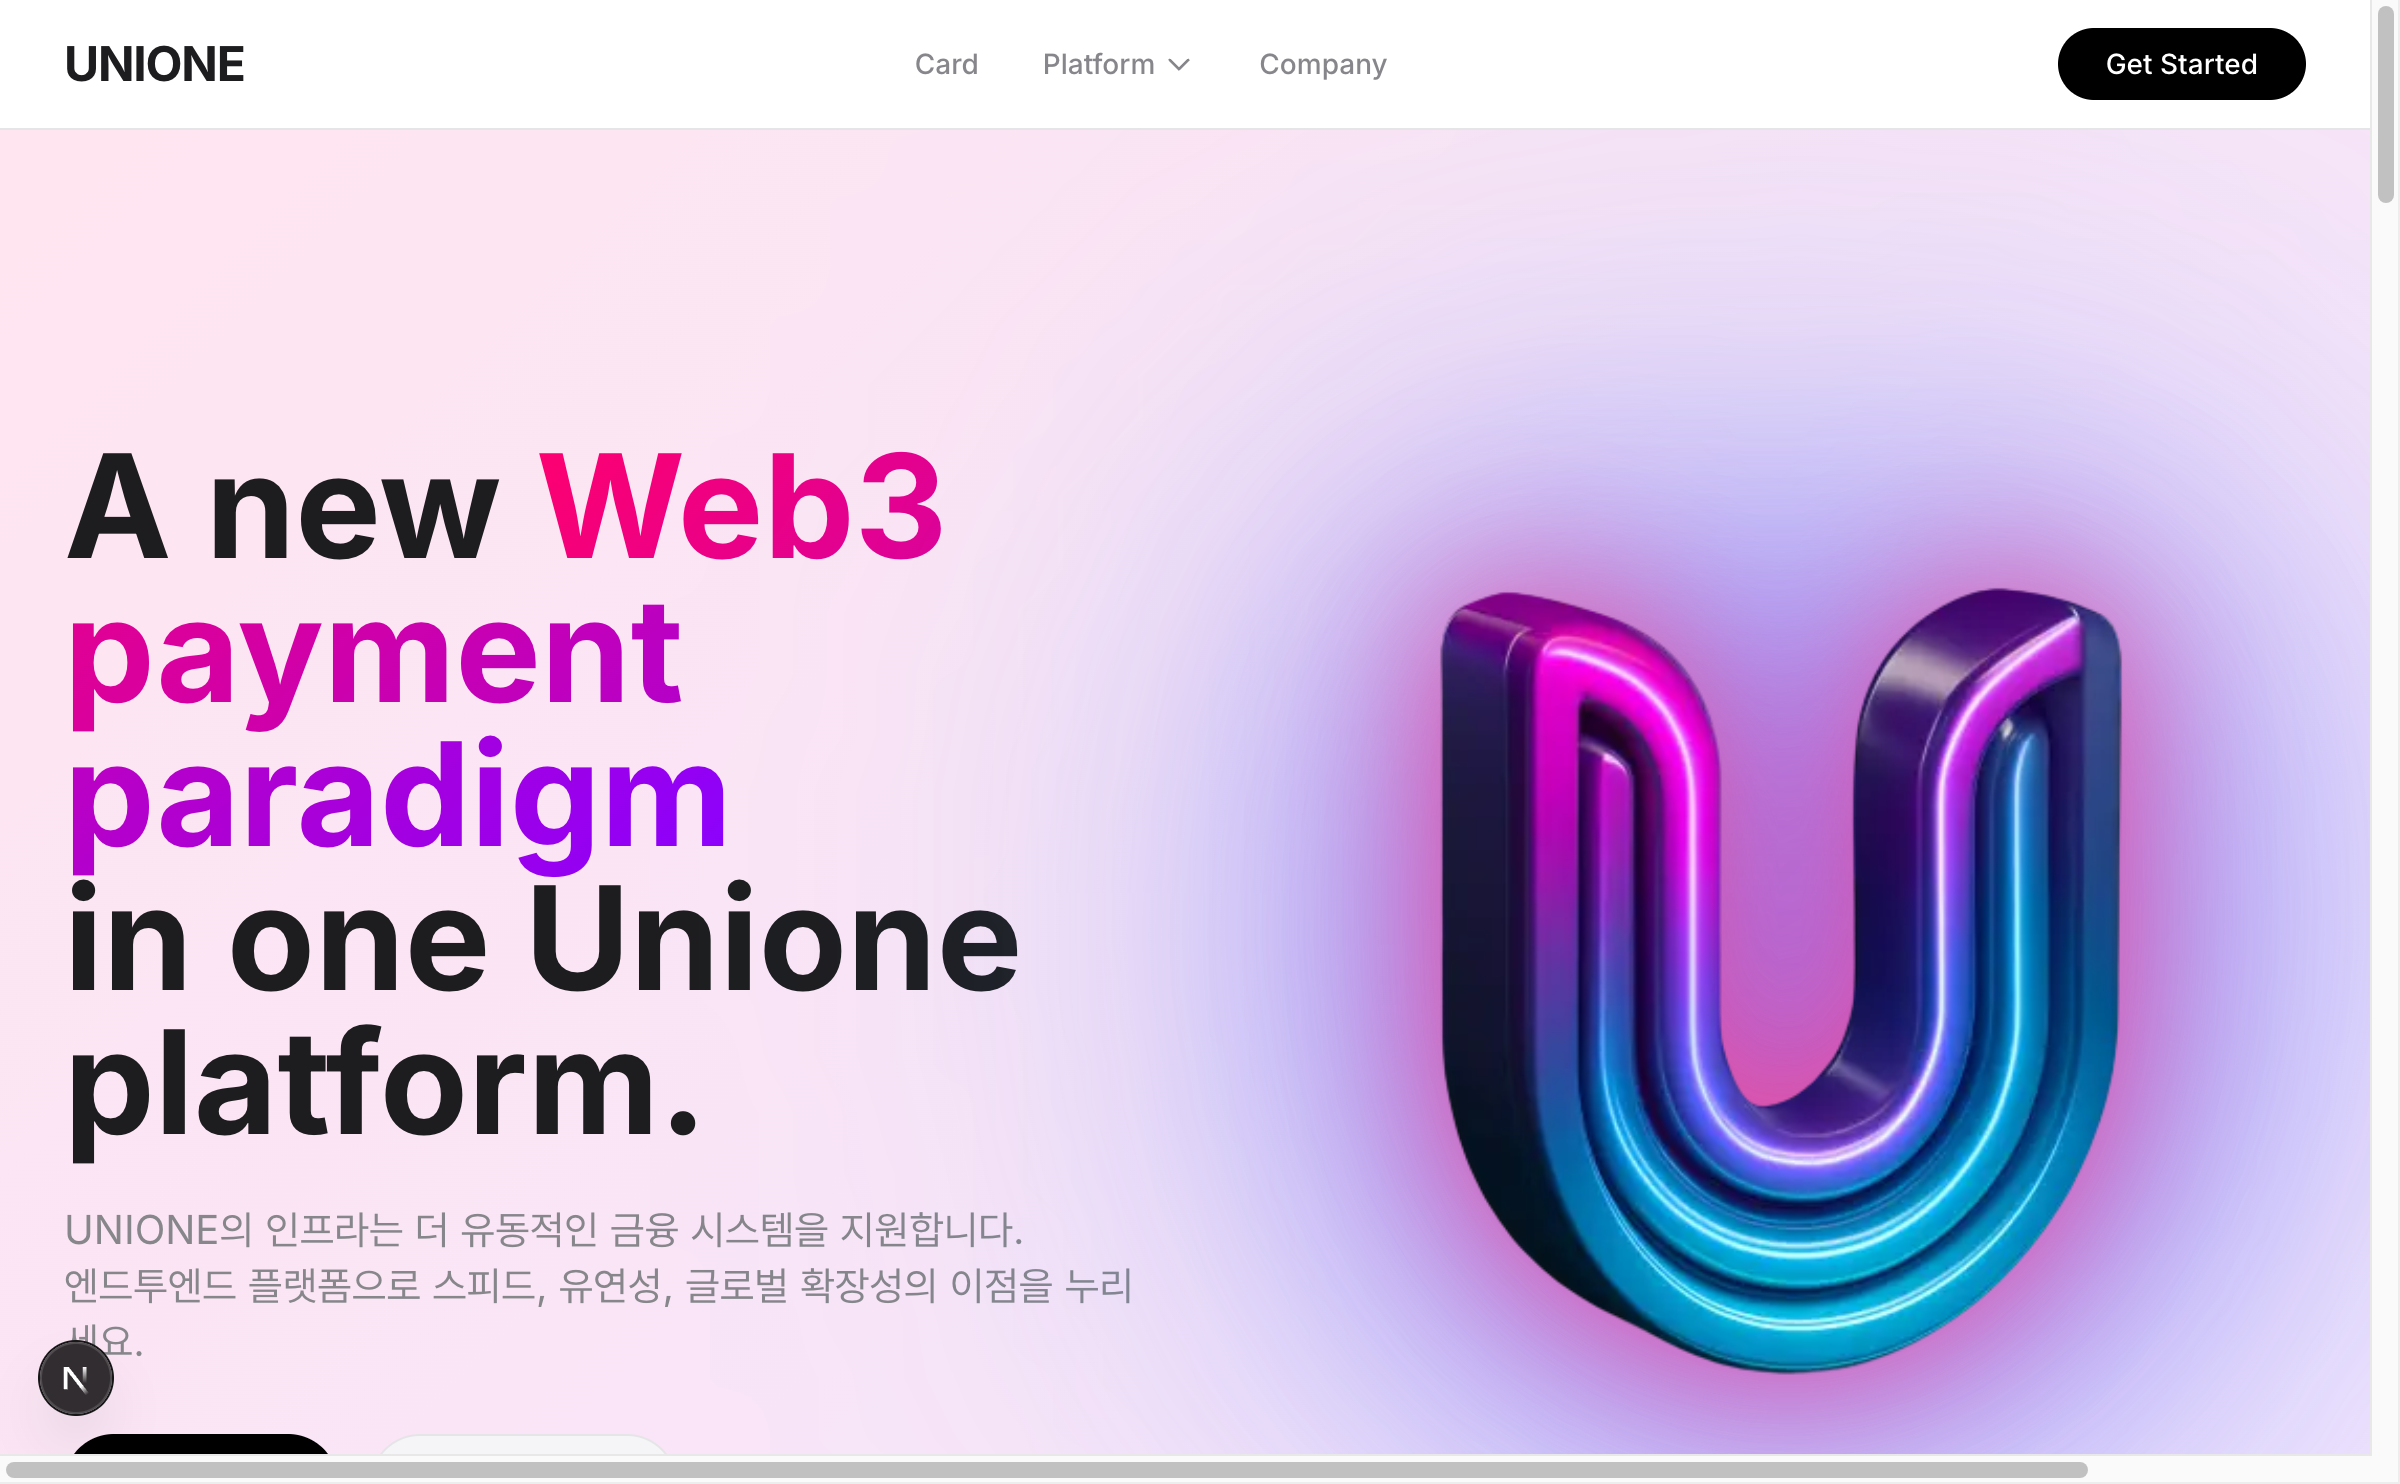 UNIONE
Card
Platform
Company
Get Started
A new Web3
payment
paradigm
in one Unione
platform.
UNIONE의 인프라는 더 유동적인 금융 시스템을 지원합니다.
엔드투엔드 플랫폼으로 스피드, 유연성, 글로벌 확장성의 이점을 누리
세요.
N